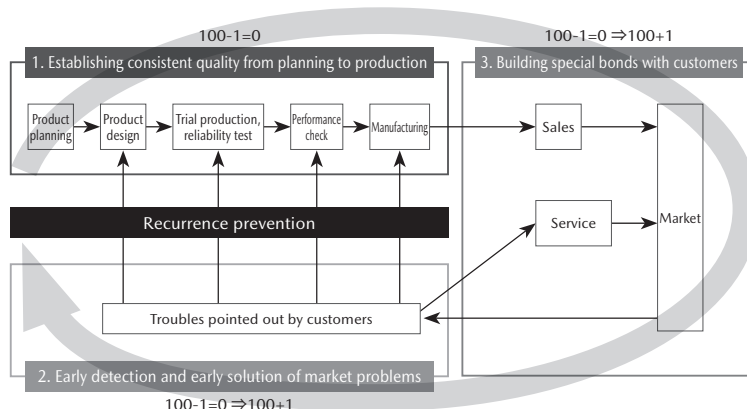 100-1=0
1. Establishing consistent quality from planning to production
Product
planning
Product
design
Trial production,
reliability test
Performance
check
Manufacturing
Recurrence prevention
Troubles pointed out by customers
2. Early detection and early solution of market problems
100-1=0 ⇒100+1
100-1=0 ⇒100+1
3. Building special bonds with customers
Sales
Service
Market